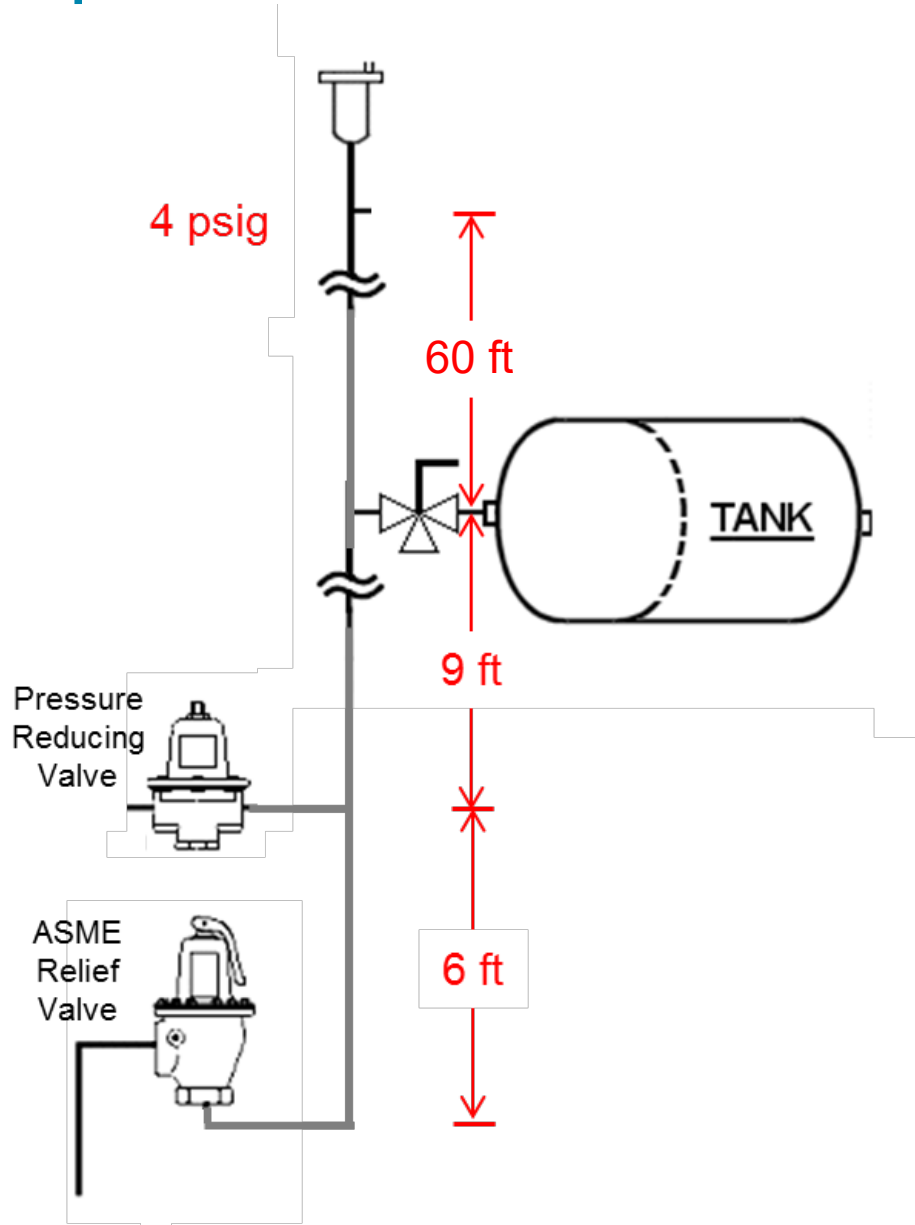 4 psig
60 ft
TANK
9 ft
Pressure
Reducing
Valve
ASME
Relief
Valve
6 ft